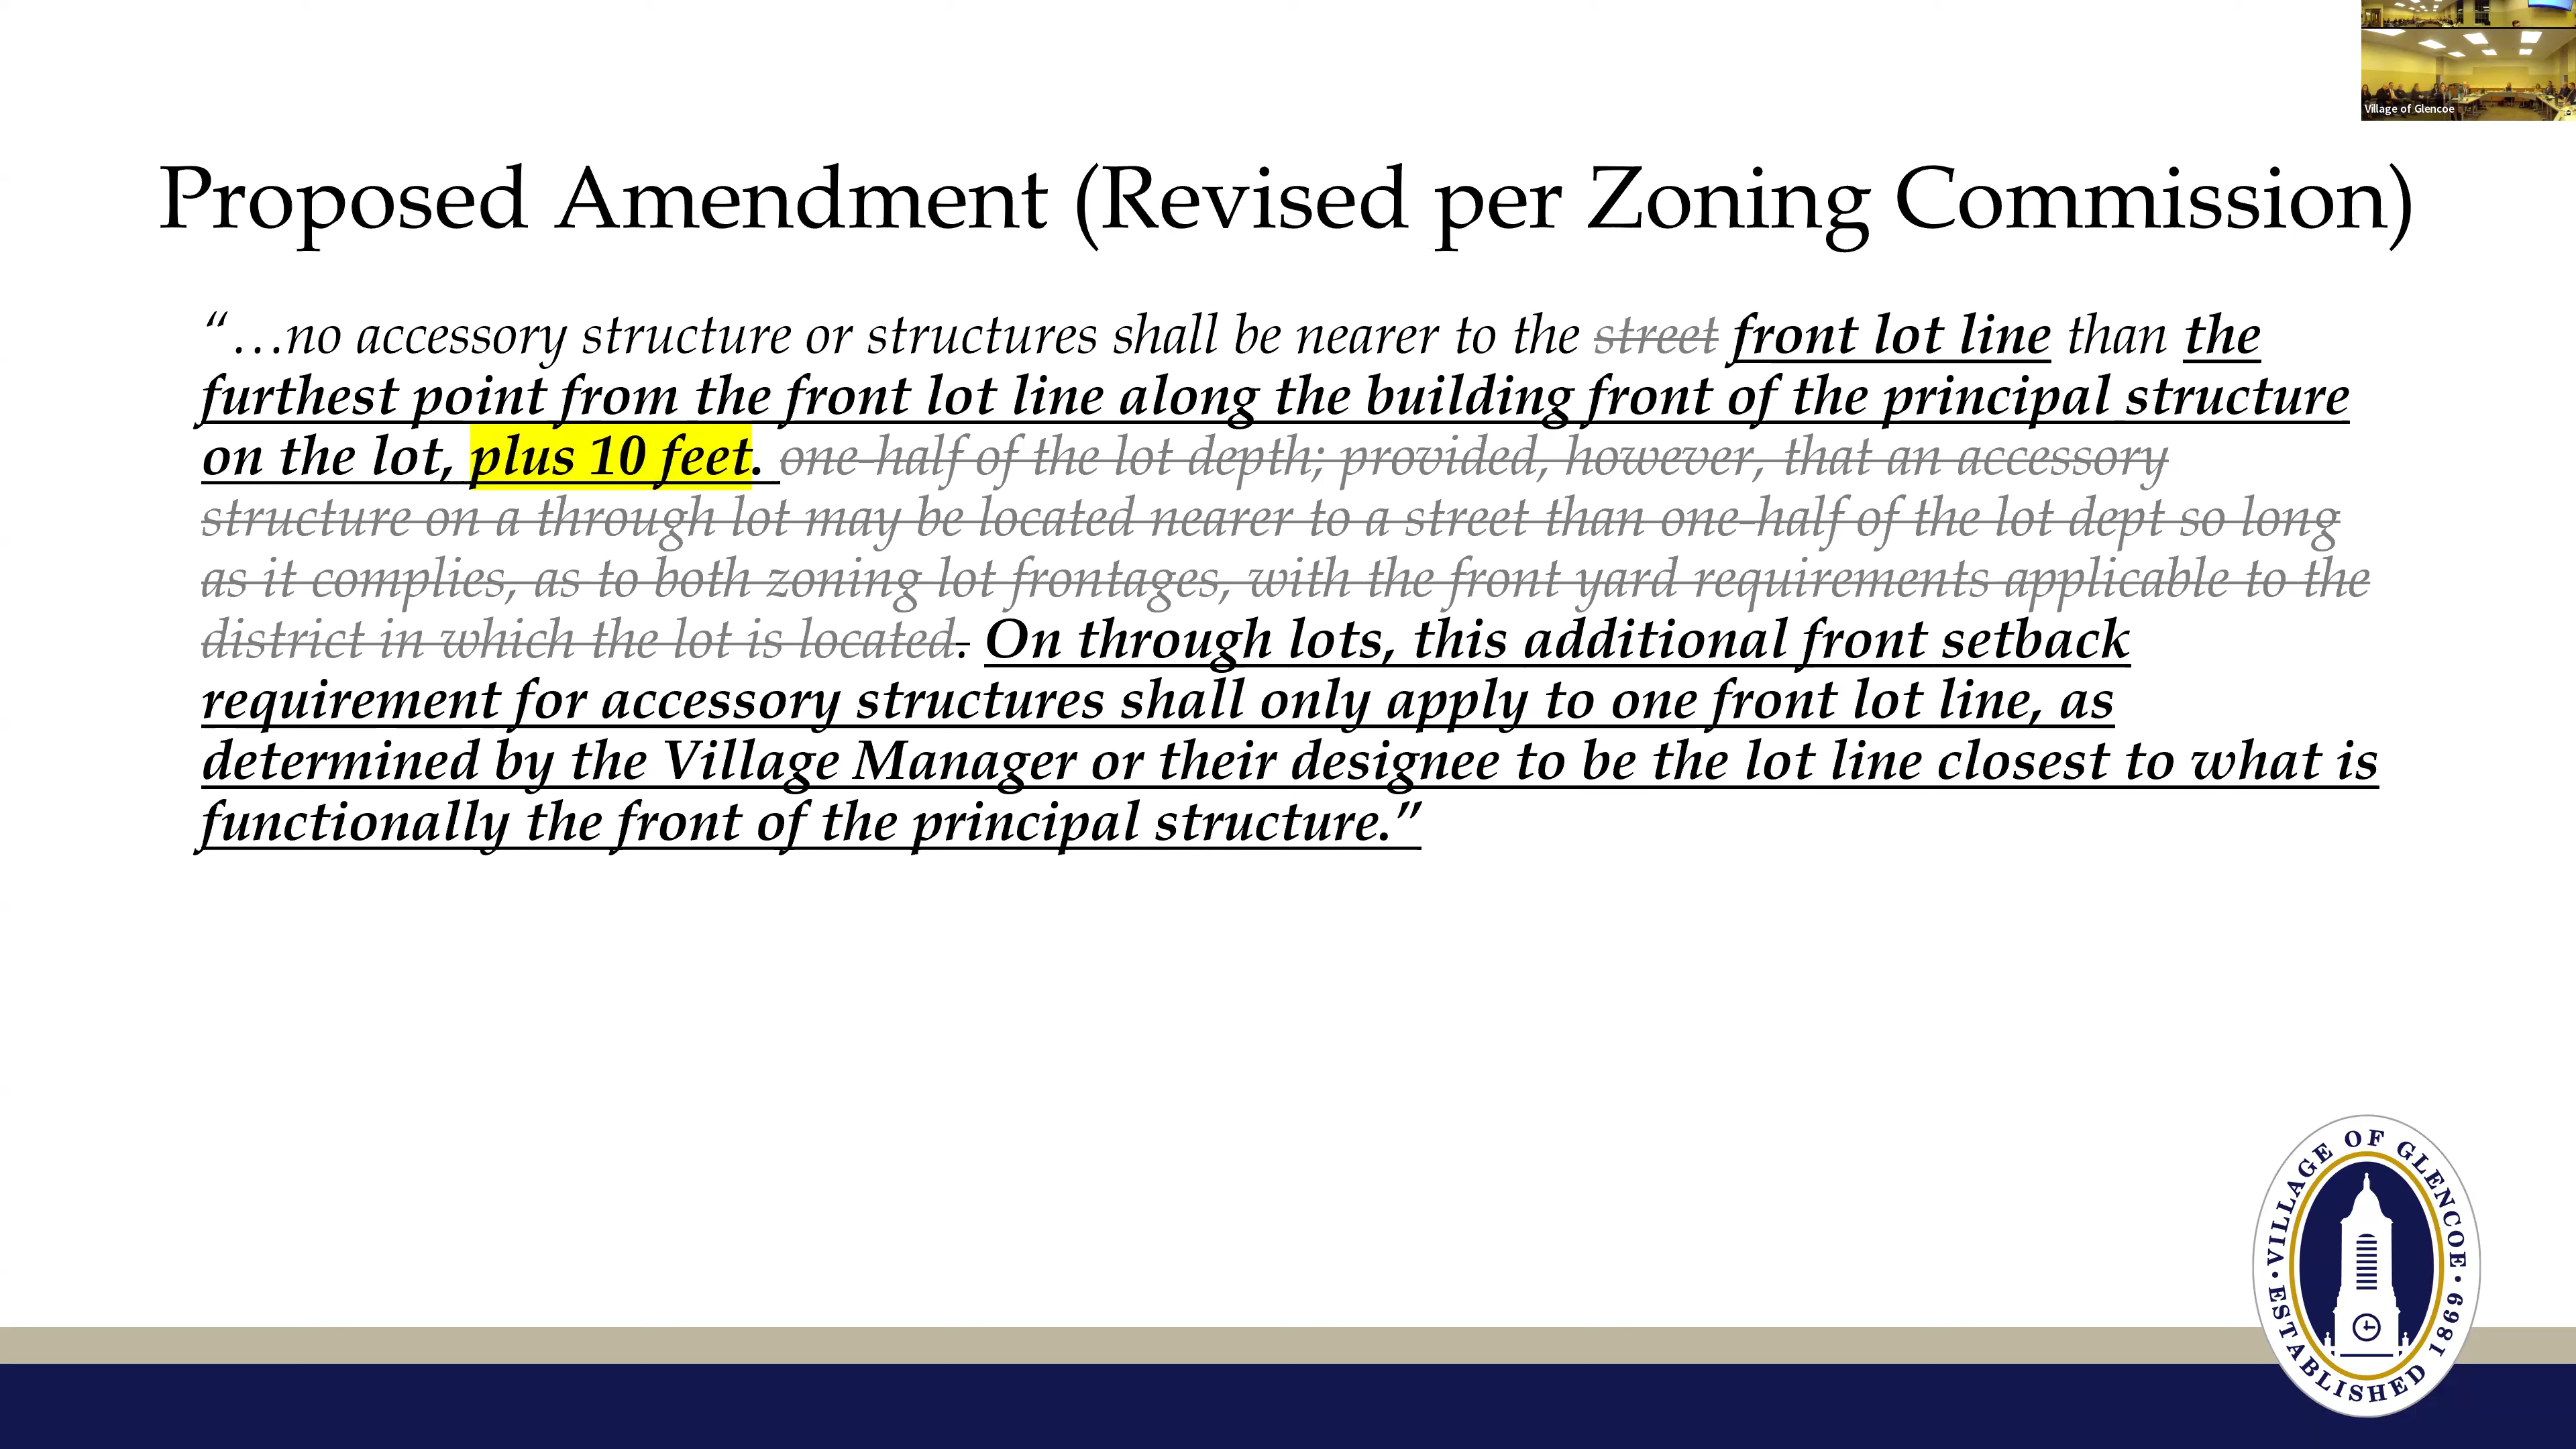 Village of Glencoe
Proposed Amendment (Revised per Zoning Commission)
“…no accessory structure or structures shall be nearer to the street front lot line than the
furthest point from the front lot line along the building front of the principal structure
on the lot, plus 10 feet. one-half of the lot depth; provided, however, that an accessory
structure on a through lot may be located nearer to a street than one-half of the lot dept so long
as it complies, as to both zoning lot frontages, with the front yard requirements applicable to the
district in which the lot is located. On through lots, this additional front setback
requirement for accessory structures shall only apply to one front lot line, as
determined by the Village Manager or their designee to be the lot line closest to what is
functionally the front of the principal structure.”
VILLAGE OF GLENCOE
• ESTABLISHED 1869 •